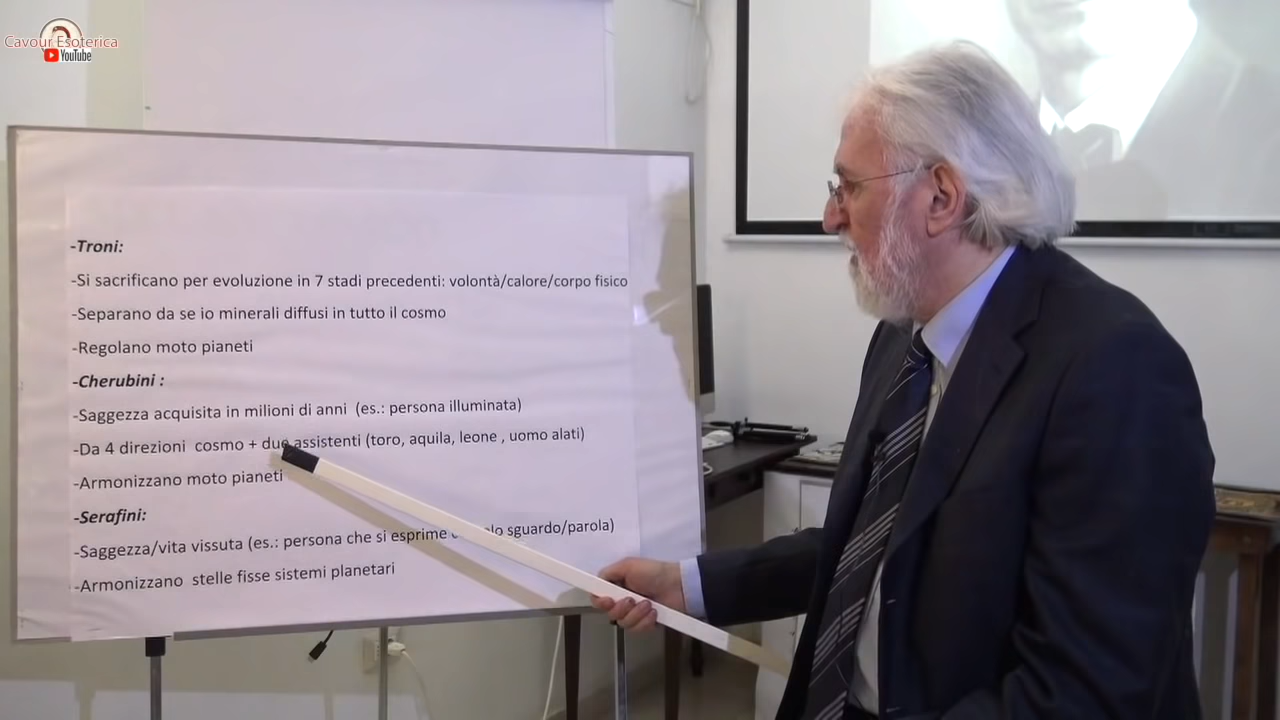 Cavour Esoterica
YouTube
-Troni:
-Si sacrificano per evoluzione in 7 stadi precedenti: volontà/calore/corpo fisico
-Separano da se io minerali diffusi in tutto il cosmo
-Regolano moto pianeti
-Cherubini :
-Saggezza acquisita in milioni di anni (es.: persona illuminata)
-Da 4 direzioni cosmo + due assistenti (toro, aquila, leone , uomo alati)
-Armonizzano moto pianeti
-Serafini:
-Saggezza/vita vissuta (es.: persona che si esprime sguardo/parola)
-Armonizzano stelle fisse sistemi planetari